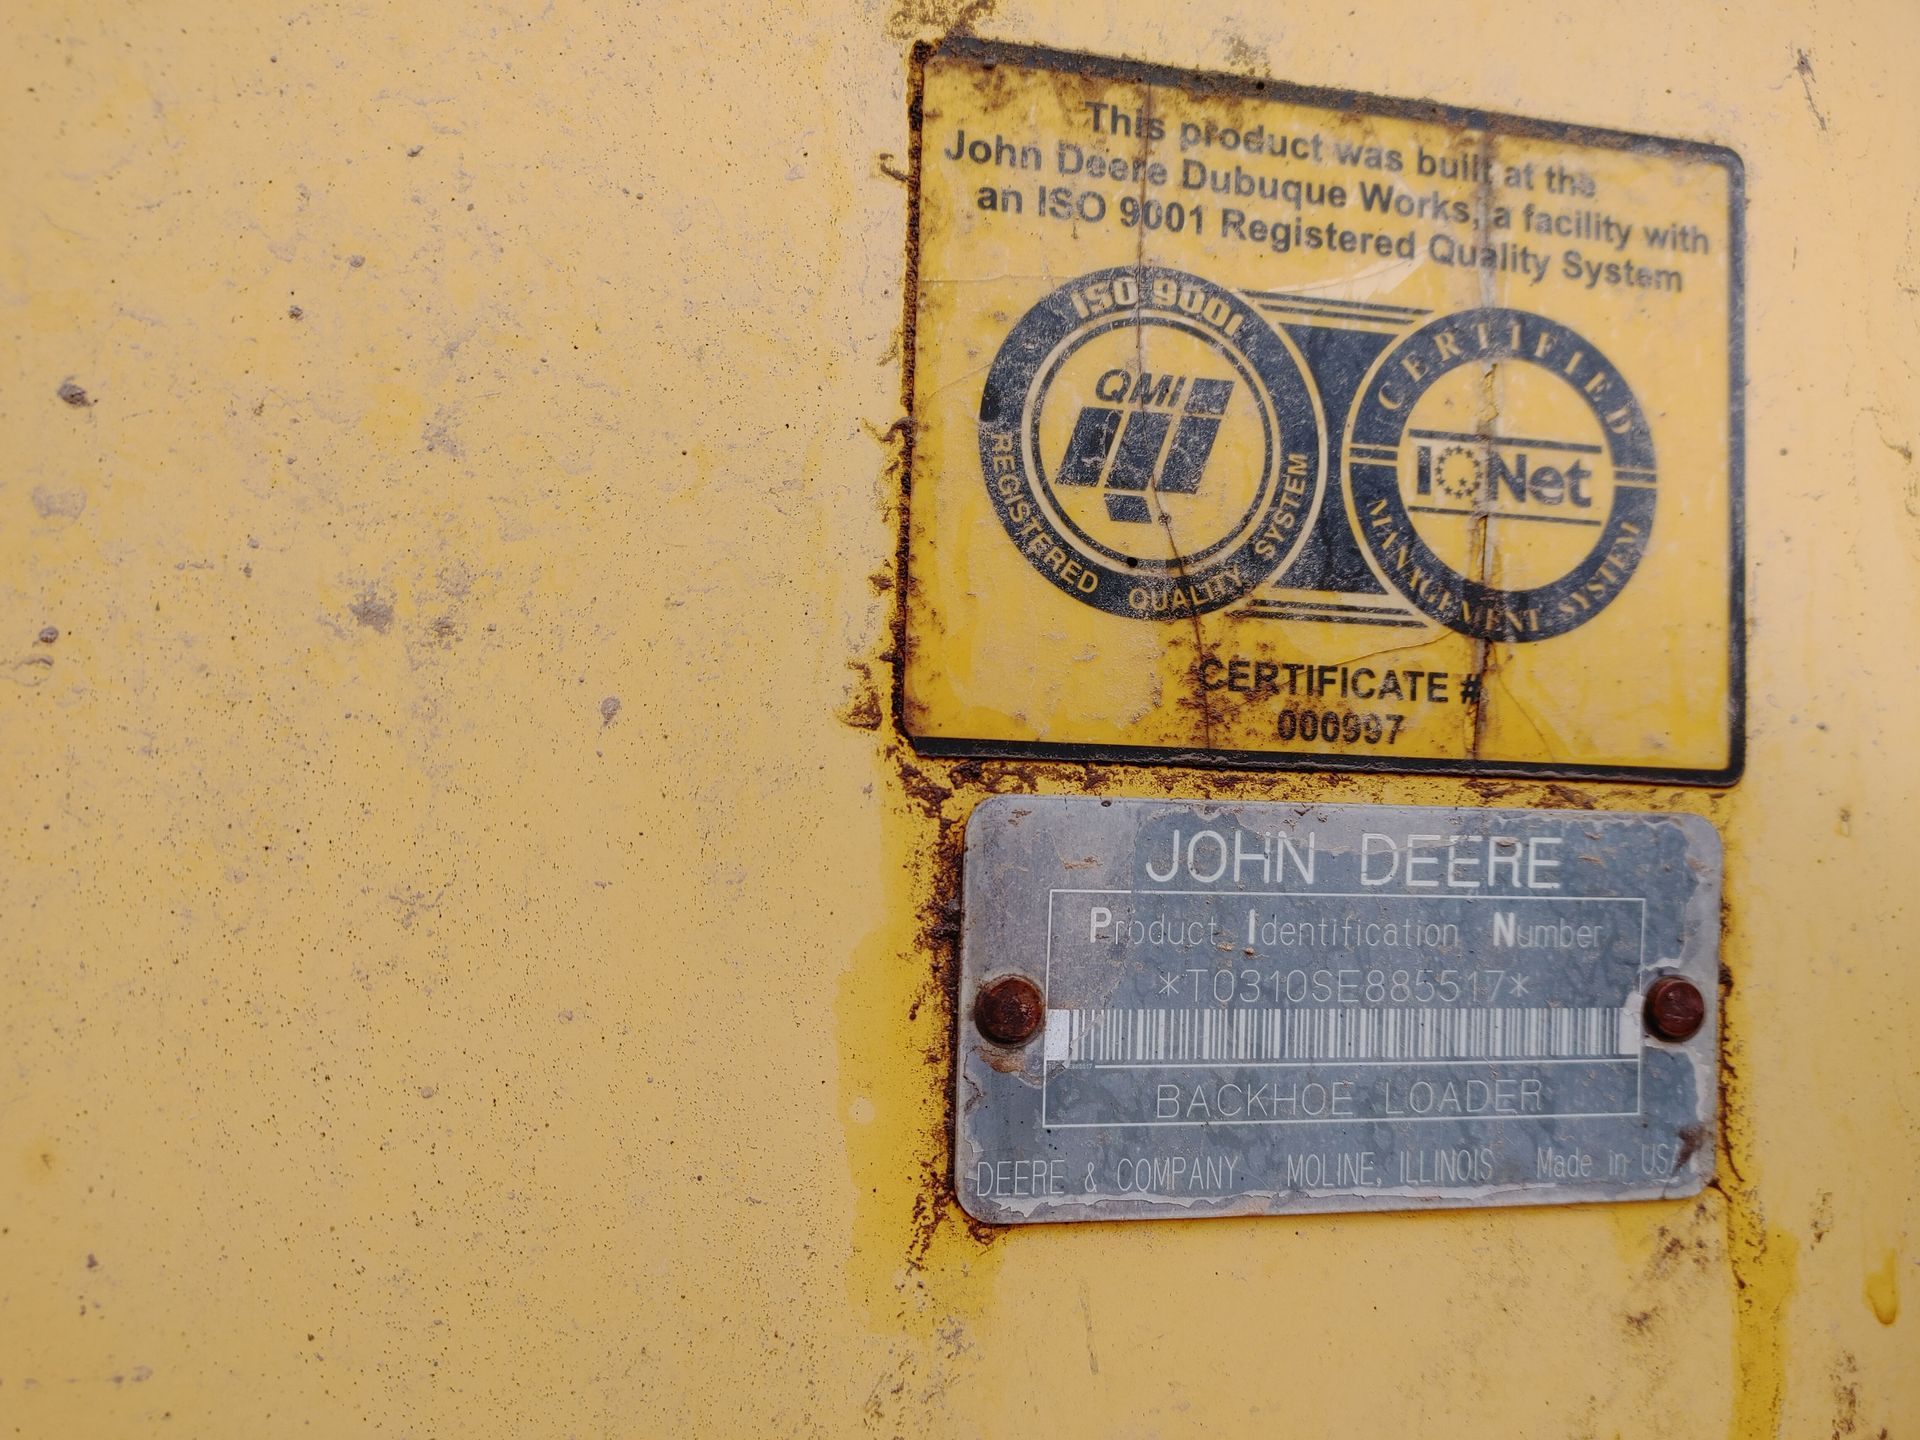 This product was built at the
John Deere Dubuque Works, a facility with
an ISO 9001 Registered Quality System
ISO 9001
QMI
REGISTERED QUALITY SYSTEM
CERTIFIED
IQNet
MANAGEMENT SYSTEM
CERTIFICATE #
000997
JOHN DEERE
Product Identification Number
*T0310SE885517*
BACKHOE LOADER
DEERE & COMPANY MOLINE, ILLINOIS Made in USA